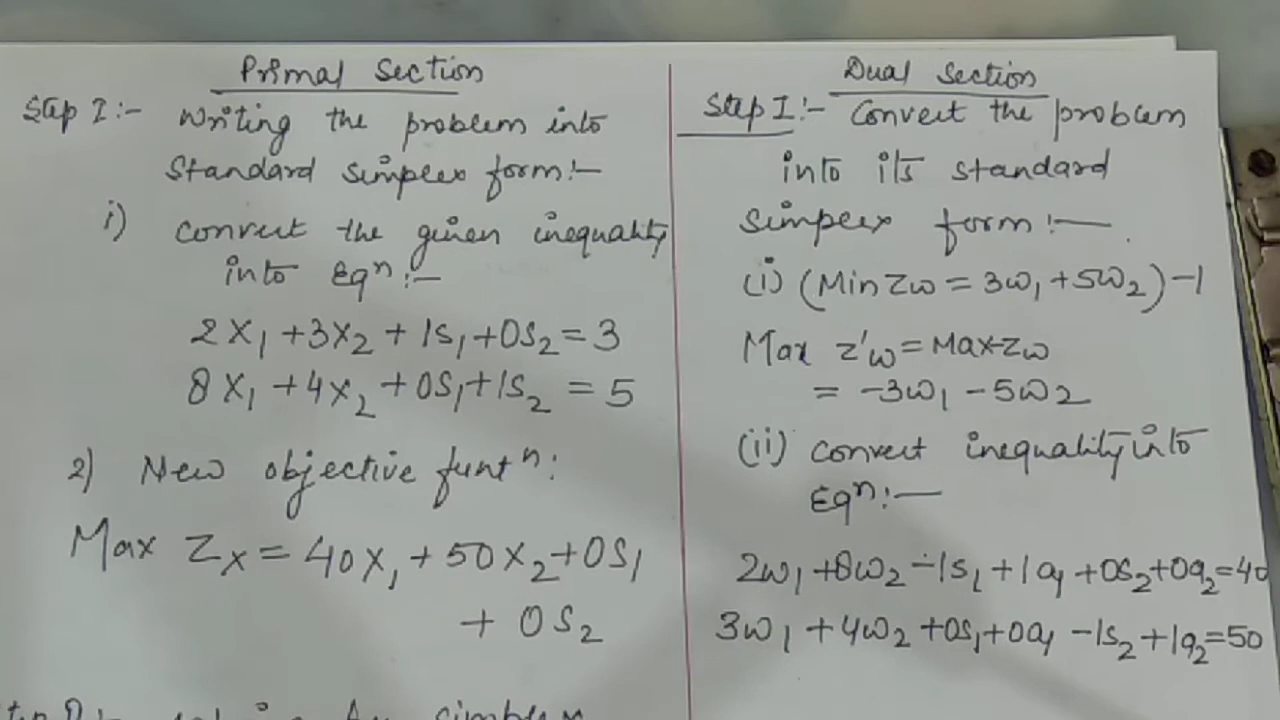 Primal Section
Step I :- Writing the problem into
Standard Simplex form :-
i) convert the given inequality
into Eqⁿ :-
2X₁ + 3X₂ + 1S₁ + 0S₂ = 3
8X₁ + 4X₂ + 0S₁ + 1S₂ = 5
2) New objective funtⁿ :
Max Zx = 40X₁ + 50X₂ + 0S₁
+ 0S₂
Dual Section
Step I :- Convert the problem
into its standard
simplex form :-
(i) (Min Zw = 3w₁ + 5w₂) - 1
Max Z'w = Max-Zw
= -3w₁ - 5w₂
(ii) convert inequality into
Eqⁿ :-
2w₁ + 8w₂ - 1s₁ + 1a₁ + 0s₂ + 0a₂ = 40
3w₁ + 4w₂ + 0s₁ + 0a₁ - 1s₂ + 1a₂ = 50